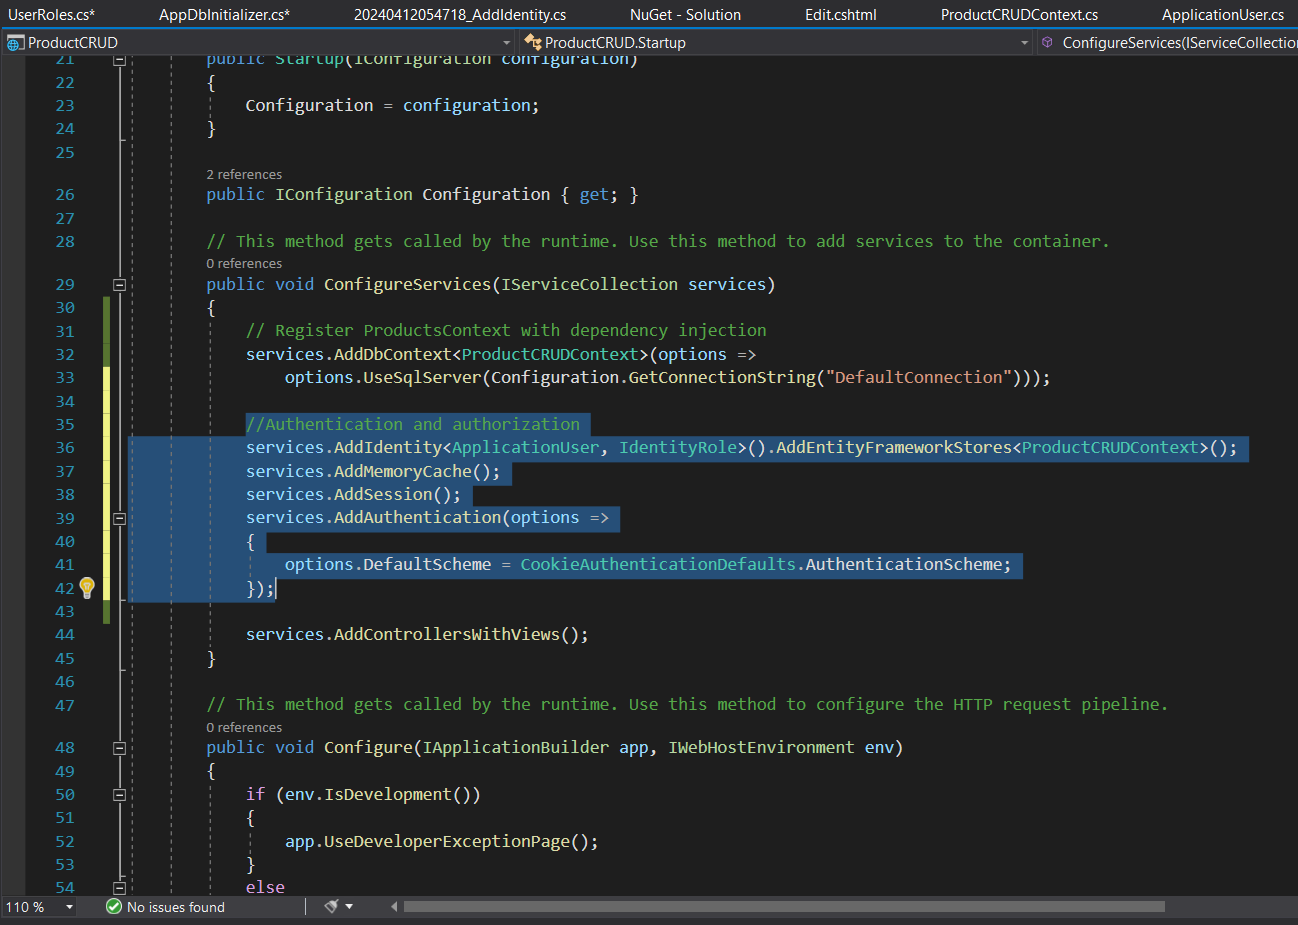 UserRoles.cs* AppDbInitializer.cs* 20240412054718_AddIdentity.cs NuGet - Solution Edit.cshtml ProductCRUDContext.cs ApplicationUser.cs
ProductCRUD ProductCRUD.Startup ConfigureServices(IServiceCollection
21 public Startup(IConfiguration configuration)
22 {
23 Configuration = configuration;
24 }
25
2 references
26 public IConfiguration Configuration { get; }
27
28 // This method gets called by the runtime. Use this method to add services to the container.
0 references
29 public void ConfigureServices(IServiceCollection services)
30 {
31 // Register ProductsContext with dependency injection
32 services.AddDbContext<ProductCRUDContext>(options =>
33 options.UseSqlServer(Configuration.GetConnectionString("DefaultConnection")));
34
35 //Authentication and authorization
36 services.AddIdentity<ApplicationUser, IdentityRole>().AddEntityFrameworkStores<ProductCRUDContext>();
37 services.AddMemoryCache();
38 services.AddSession();
39 services.AddAuthentication(options =>
40 {
41 options.DefaultScheme = CookieAuthenticationDefaults.AuthenticationScheme;
42 });
43
44 services.AddControllersWithViews();
45 }
46
47 // This method gets called by the runtime. Use this method to configure the HTTP request pipeline.
0 references
48 public void Configure(IApplicationBuilder app, IWebHostEnvironment env)
49 {
50 if (env.IsDevelopment())
51 {
52 app.UseDeveloperExceptionPage();
53 }
54 else
110 % No issues found